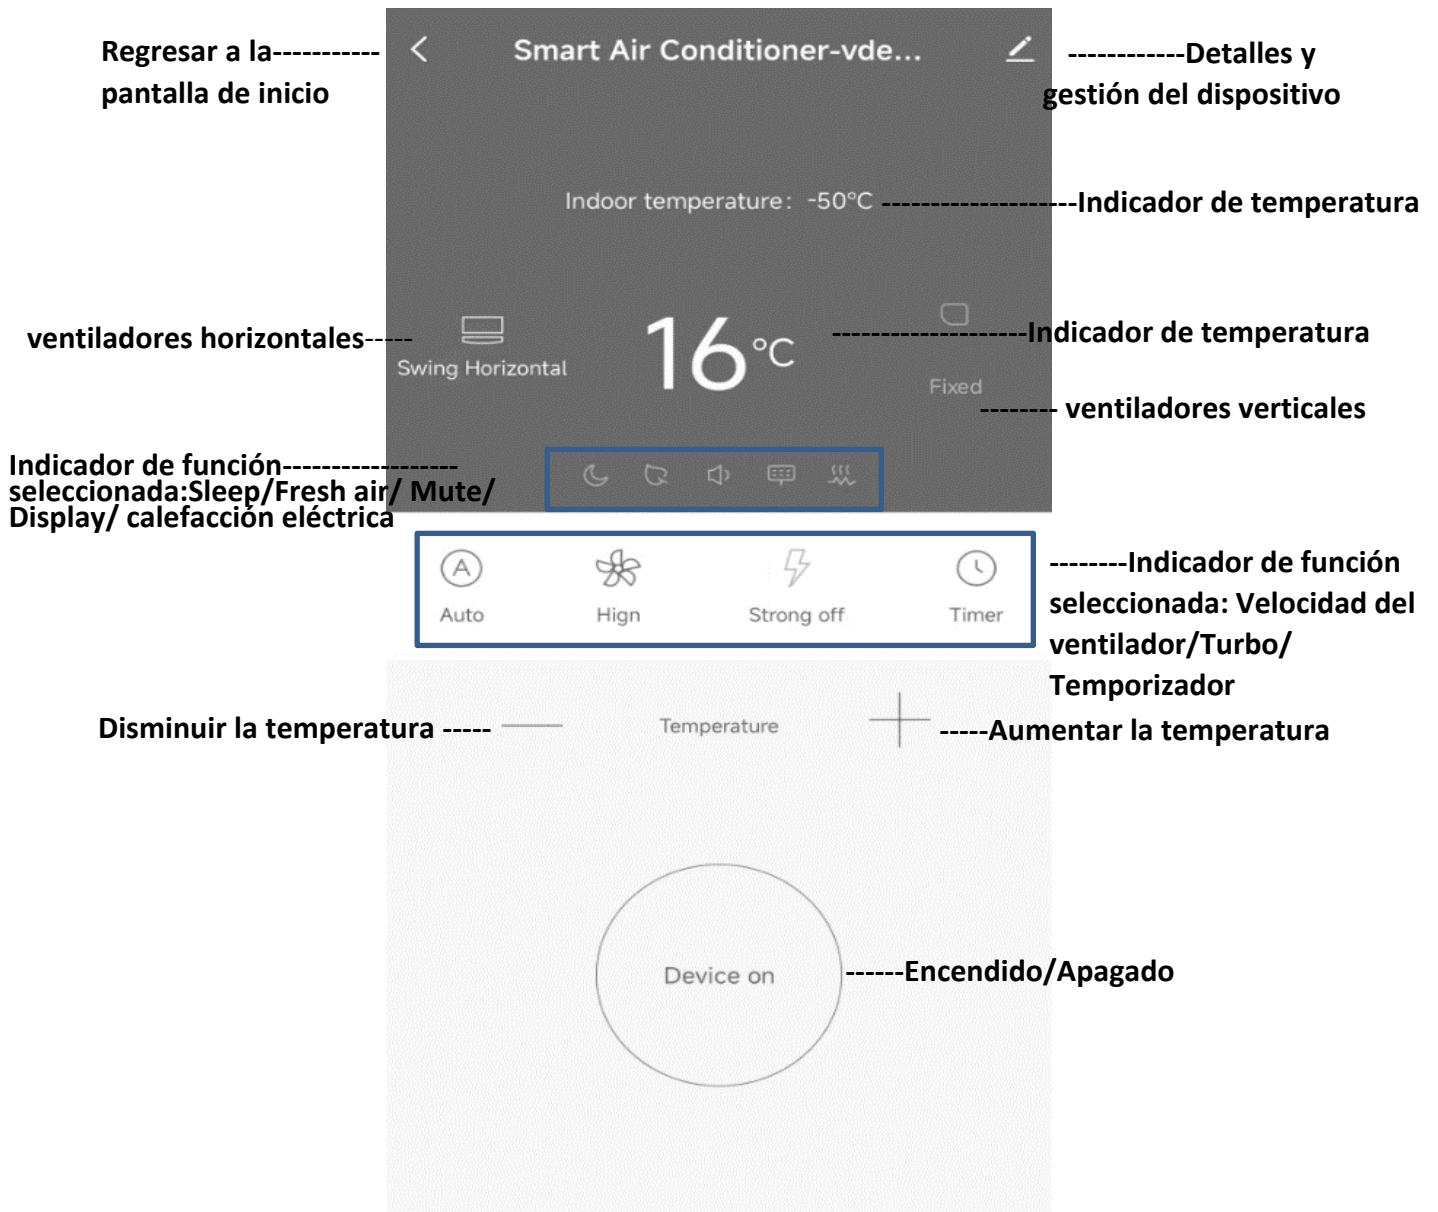 Regresar a la----------- 
pantalla de inicio
Smart Air Conditioner-vde...
------------Detalles y
gestión del dispositivo
Indoor temperature: -50°C
--------------------Indicador de temperatura
ventiladores horizontales-----
Swing Horizontal
16°C
--------------------Indicador de temperatura
Fixed
-------- ventiladores verticales
Indicador de función------------------
seleccionada:Sleep/Fresh air/ Mute/
Display/ calefacción eléctrica
A
Auto
Hign
Strong off
Timer
--------Indicador de función
seleccionada: Velocidad del
ventilador/Turbo/
Temporizador
Disminuir la temperatura -----
Temperature
-----Aumentar la temperatura
Device on
------Encendido/Apagado